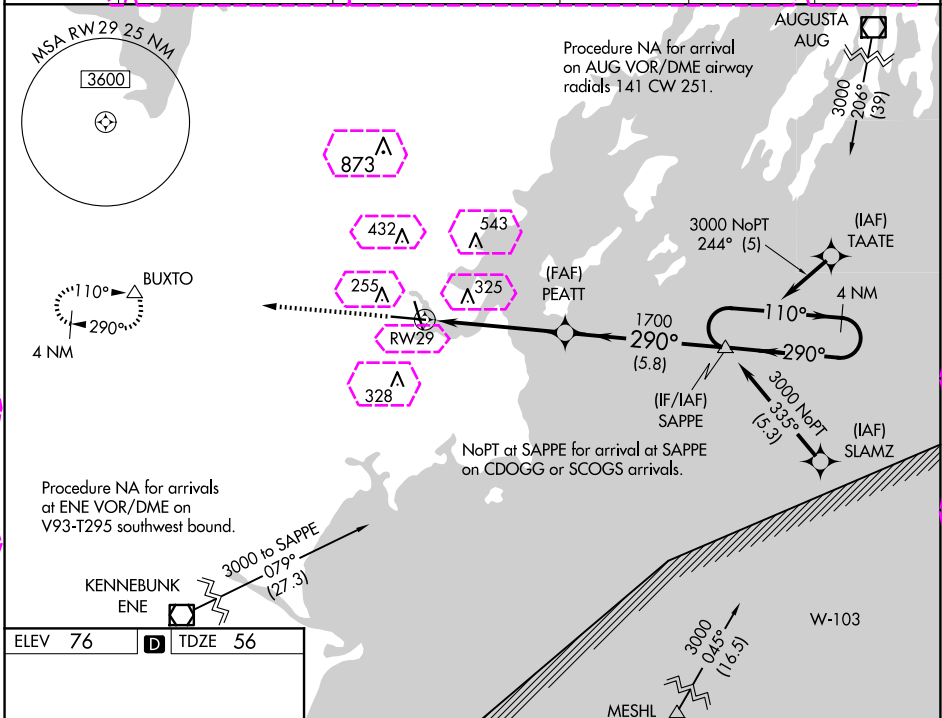 MSA RW29 25 NM
3600
AUGUSTA
AUG
3000
206°
(39)
Procedure NA for arrival
on AUG VOR/DME airway
radials 141 CW 251.
873
432
543
255
325
RW29
328
110°
BUXTO
290°
4 NM
(FAF)
PEATT
3000 NoPT
244° (5)
(IAF)
TAATE
4 NM
110°
290°
1700
290°
(5.8)
(IF/IAF)
SAPPE
3000 NoPT
335°
(5.3)
(IAF)
SLAMZ
NoPT at SAPPE for arrival at SAPPE
on CDOGG or SCOGS arrivals.
Procedure NA for arrivals
at ENE VOR/DME on
V93-T295 southwest bound.
3000 to SAPPE
079°
(27.3)
KENNEBUNK
ENE
W-103
3000
045°
(16.5)
MESHL
ELEV 76 D TDZE 56